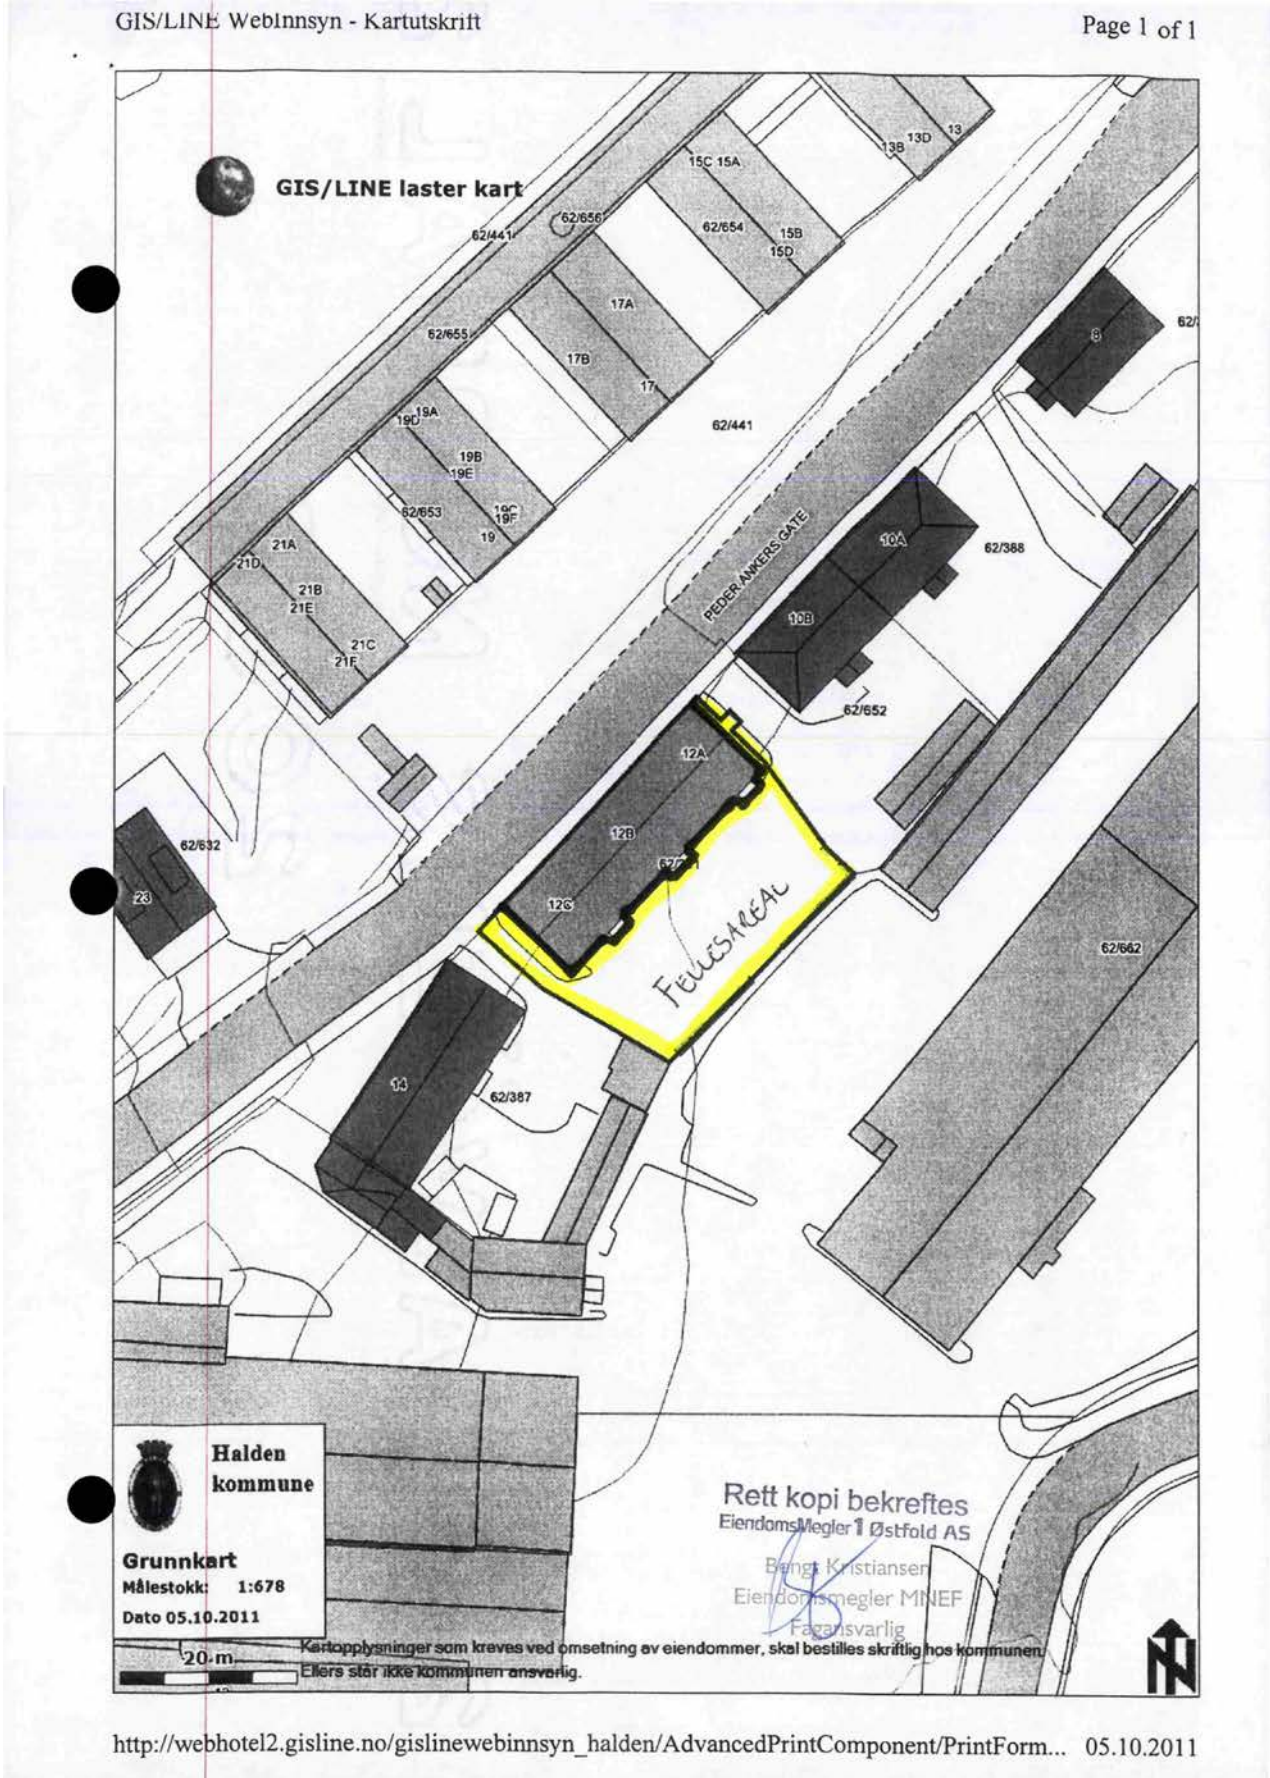 GIS/LINE WebInnsyn - Kartutskrift
Page 1 of 1
GIS/LINE laster kart
13B
13D
13
15C
15A
62/656
62/441
62/654
15B
15D
17A
62/655
17B
17
8
62/
19A
19D
62/441
19B
19E
19C
19F
19
62/653
PEDER ANKERS GATE
10A
62/388
21A
21D
21B
21E
21C
21F
10B
62/652
12A
12B
62/632
23
12C
FELLESAREAL
62/662
14
62/387
Halden
kommune
Grunnkart
Målestokk: 1:678
Dato 05.10.2011
Rett kopi bekreftes
EiendomsMegler 1 Østfold AS
Bengt Kristiansen
Eiendomsmegler MNEF
Fagansvarlig
Kartopplysninger som kreves ved omsetning av eiendommer, skal bestilles skriftlig hos kommunen.
20 m
Ellers står ikke kommunen ansvarlig.
N
http://webhotel2.gisline.no/gislinewebinnsyn_halden/AdvancedPrintComponent/PrintForm... 05.10.2011